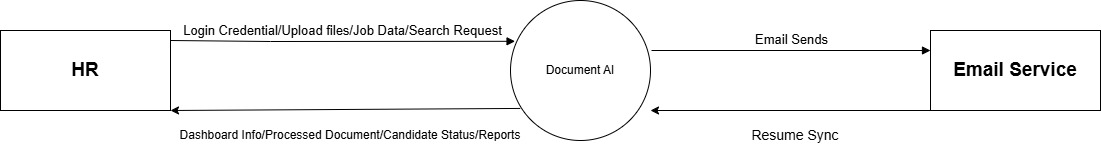 Login Credential/Upload files/Job Data/Search Request
Email Sends
HR
Document AI
Email Service
Dashboard Info/Processed Document/Candidate Status/Reports
Resume Sync